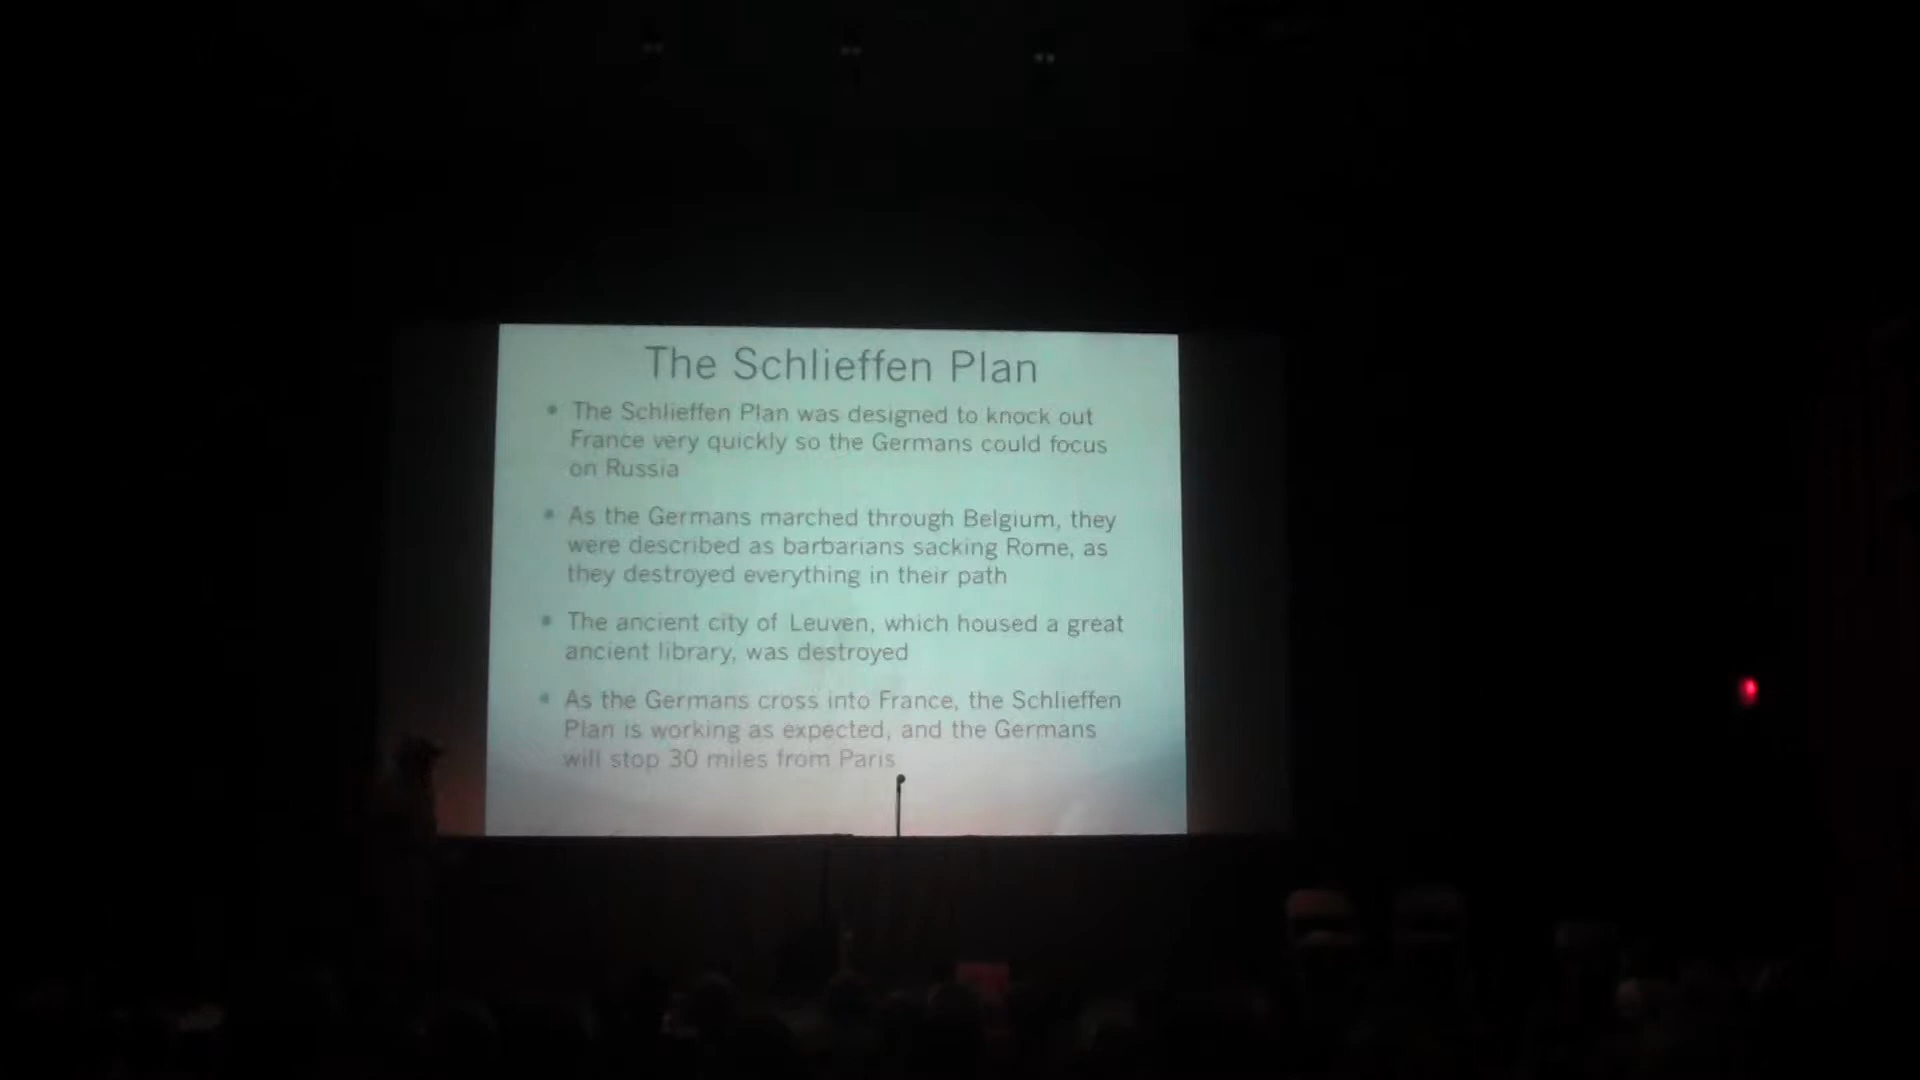 The Schlieffen Plan
• The Schlieffen Plan was designed to knock out
France very quickly so the Germans could focus
on Russia
• As the Germans marched through Belgium, they
were described as barbarians sacking Rome, as
they destroyed everything in their path
• The ancient city of Leuven, which housed a great
ancient library, was destroyed
• As the Germans cross into France, the Schlieffen
Plan is working as expected, and the Germans
will stop 30 miles from Paris